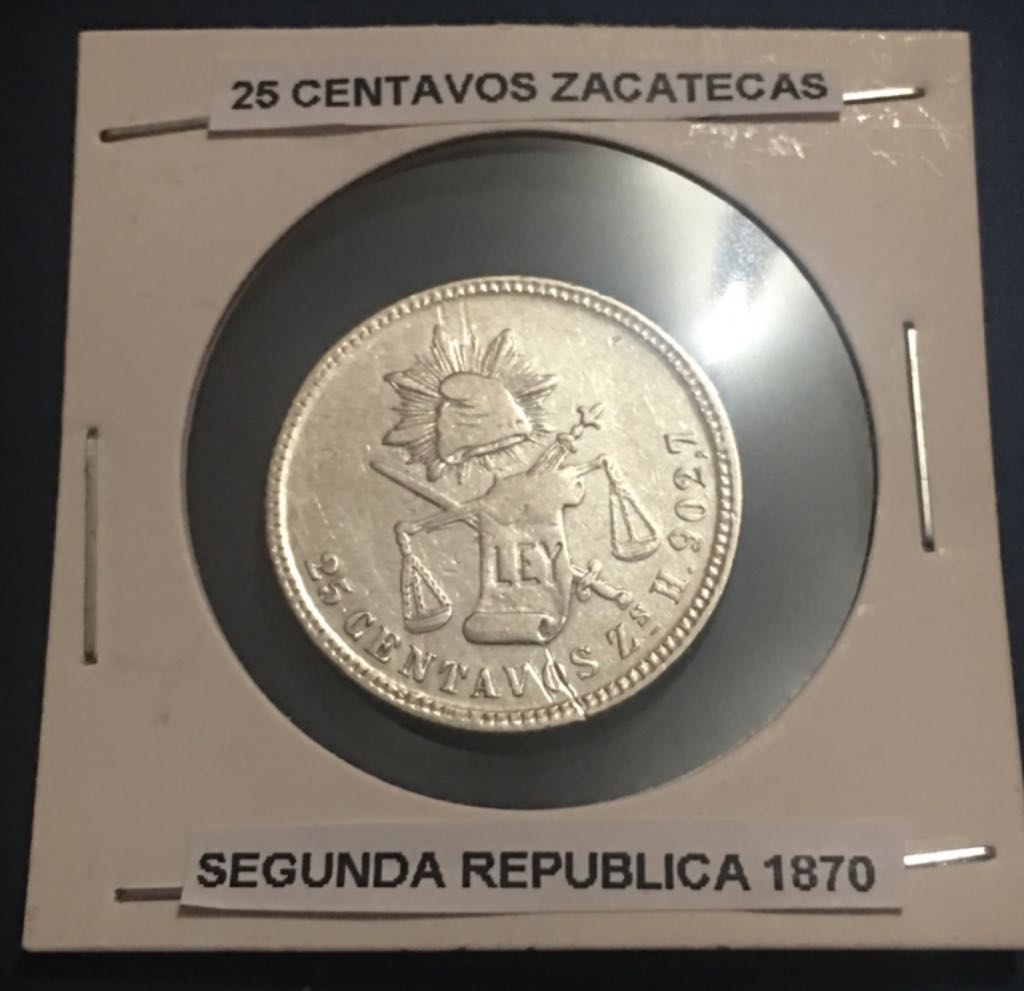 25 CENTAVOS ZACATECAS
LEY
25 CENTAVOS Zs H. 902,7
SEGUNDA REPUBLICA 1870